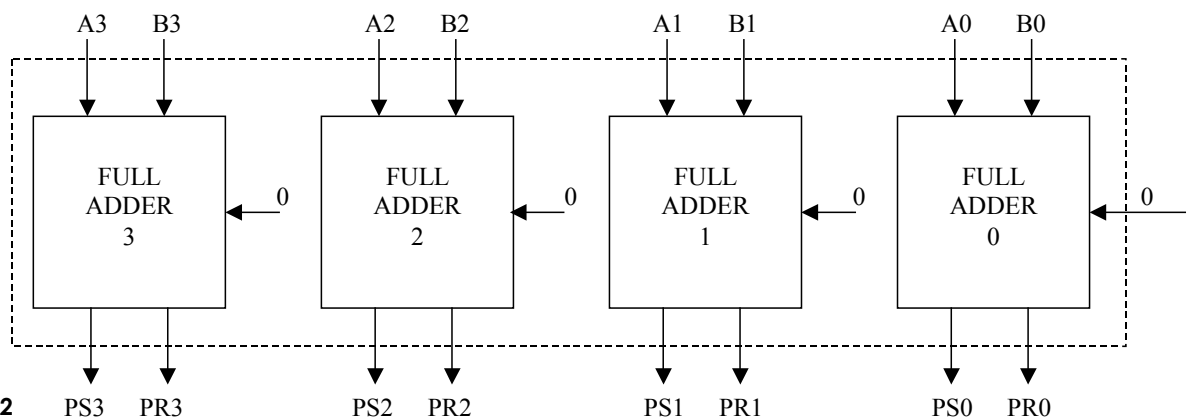 A3 B3 A2 B2 A1 B1 A0 B0
FULL ADDER 3
0
FULL ADDER 2
0
FULL ADDER 1
0
FULL ADDER 0
0
2 PS3 PR3 PS2 PR2 PS1 PR1 PS0 PR0